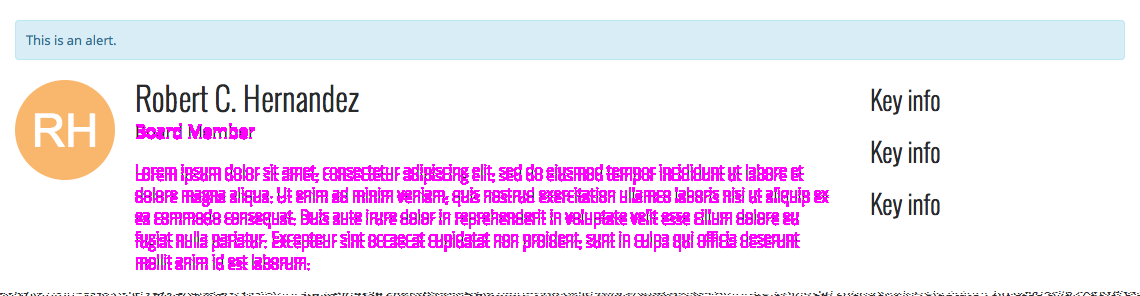 This is an alert.
RH
Robert C. Hernandez
Key info
Board Member
Key info
Lorem ipsum dolor sit amet, consectetur adipiscing elit, sed do eiusmod tempor incididunt ut labore et
dolore magna aliqua. Ut enim ad minim veniam, quis nostrud exercitation ullamco laboris nisi ut aliquip ex
ea commodo consequat. Duis aute irure dolor in reprehenderit in voluptate velit esse cillum dolore eu
fugiat nulla pariatur. Excepteur sint occaecat cupidatat non proident, sunt in culpa qui officia deserunt
mollit anim id est laborum.
Key info